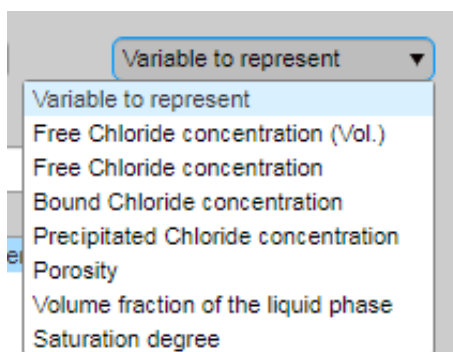 Variable to represent ▼
Variable to represent
Free Chloride concentration (Vol.)
Free Chloride concentration
Bound Chloride concentration
Precipitated Chloride concentration
Porosity
Volume fraction of the liquid phase
Saturation degree